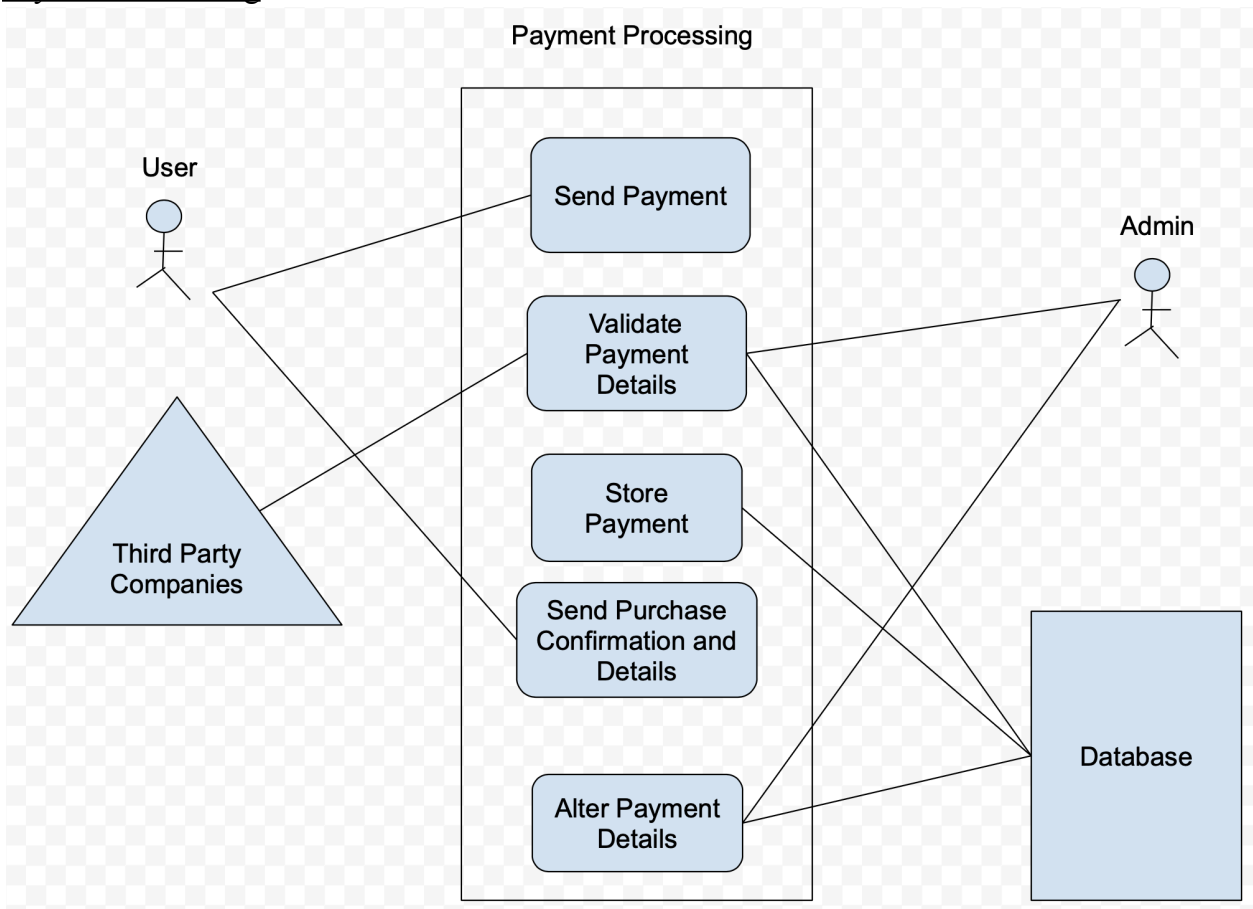 Payment Processing
User
Send Payment
Admin
Validate
Payment
Details
Store
Payment
Third Party
Companies
Send Purchase
Confirmation and
Details
Database
Alter Payment
Details